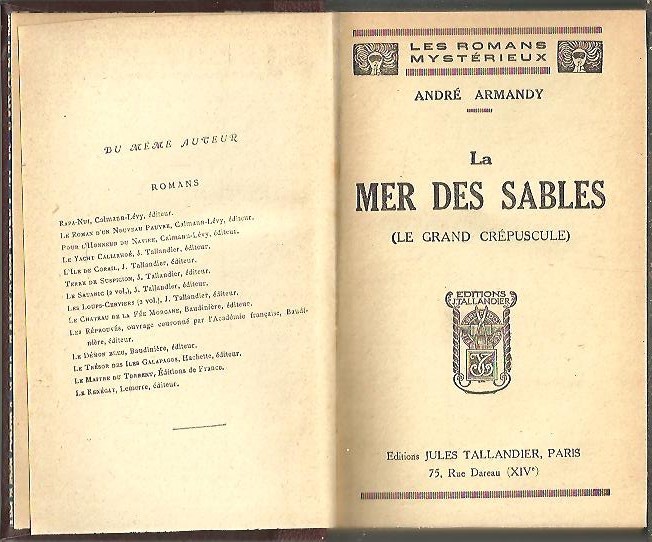 DU MÊME AUTEUR
ROMANS
RAPA-NUI, Calmann-Lévy, éditeur.
LE ROMAN D'UN NOUVEAU PAUVRE, Calmann-Lévy, éditeur.
POUR L'HONNEUR DU NAVIRE, Calmann-Lévy, éditeur.
LE YACHT CALLIRHOÉ, J. Tallandier, éditeur.
L'ILE DE CORAIL, J. Tallandier, éditeur.
TERRE DE SUSPICION, J. Tallandier, éditeur.
LE SATANIC (2 vol.), J. Tallandier, éditeur.
LES LOUPS-CERVIERS (2 vol.), J. Tallandier, éditeur.
LE CHATEAU DE LA FÉE MORGANE, Baudinière, éditeur.
LES RÉPROUVÉS, ouvrage couronné par l'Académie française, Baudi-
nière, éditeur.
LE DÉMON BLEU, Baudinière, éditeur.
LE TRÉSOR DES ILES GALAPAGOS, Hachette, éditeur.
LE MAITRE DU TORRENT, Éditions de France.
LE RENÉGAT, Lemerre, éditeur.
LES ROMANS
MYSTÉRIEUX
ANDRÉ ARMANDY
La
MER DES SABLES
(LE GRAND CRÉPUSCULE)
EDITIONS
J.TALLANDIER
Editions JULES TALLANDIER, PARIS
75, Rue Dareau (XIVe)